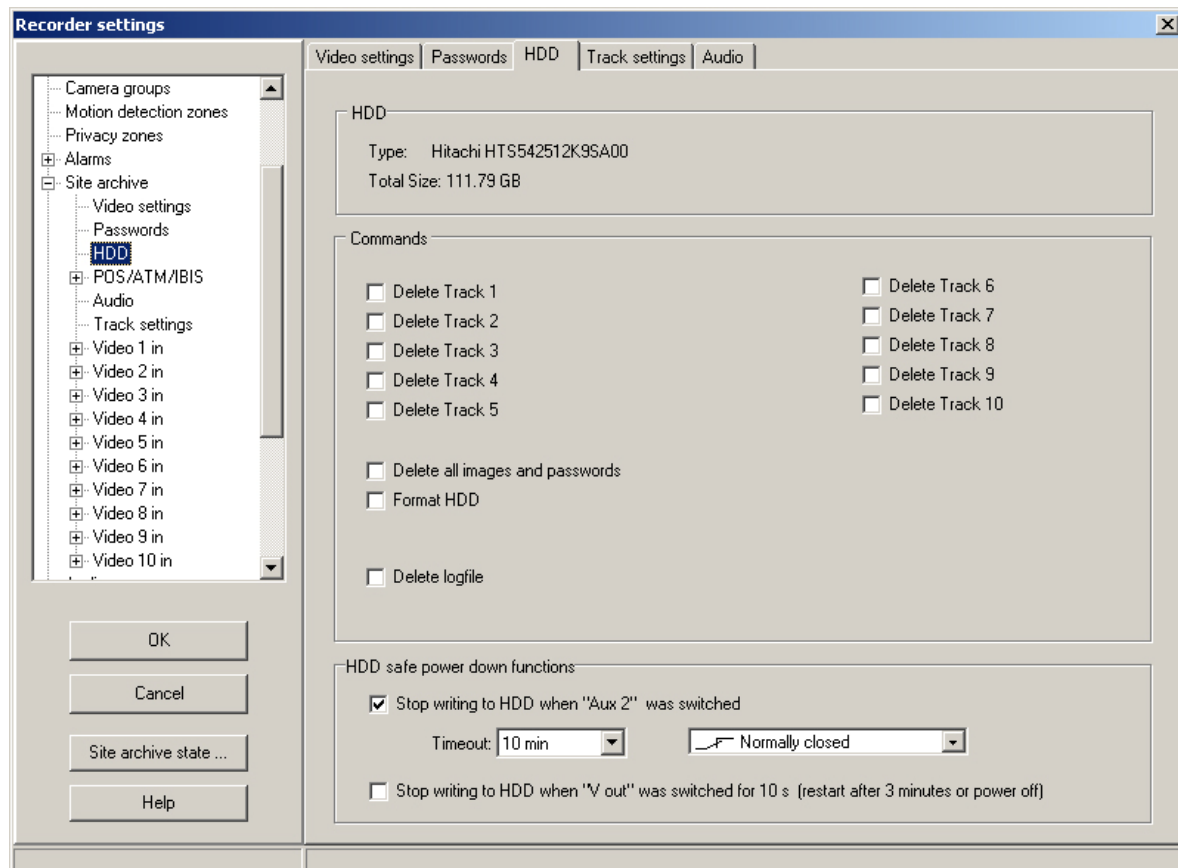 Recorder settings
Camera groups
Motion detection zones
Privacy zones
Alarms
Site archive
Video settings
Passwords
HDD
POS/ATM/IBIS
Audio
Track settings
Video 1 in
Video 2 in
Video 3 in
Video 4 in
Video 5 in
Video 6 in
Video 7 in
Video 8 in
Video 9 in
Video 10 in
OK
Cancel
Site archive state ...
Help
Video settings Passwords HDD Track settings Audio
HDD
Type: Hitachi HTS542512K9SA00
Total Size: 111.79 GB
Commands
Delete Track 1
Delete Track 2
Delete Track 3
Delete Track 4
Delete Track 5
Delete Track 6
Delete Track 7
Delete Track 8
Delete Track 9
Delete Track 10
Delete all images and passwords
Format HDD
Delete logfile
HDD safe power down functions
Stop writing to HDD when "Aux 2" was switched
Timeout: 10 min Normally closed
Stop writing to HDD when "V out" was switched for 10 s (restart after 3 minutes or power off)